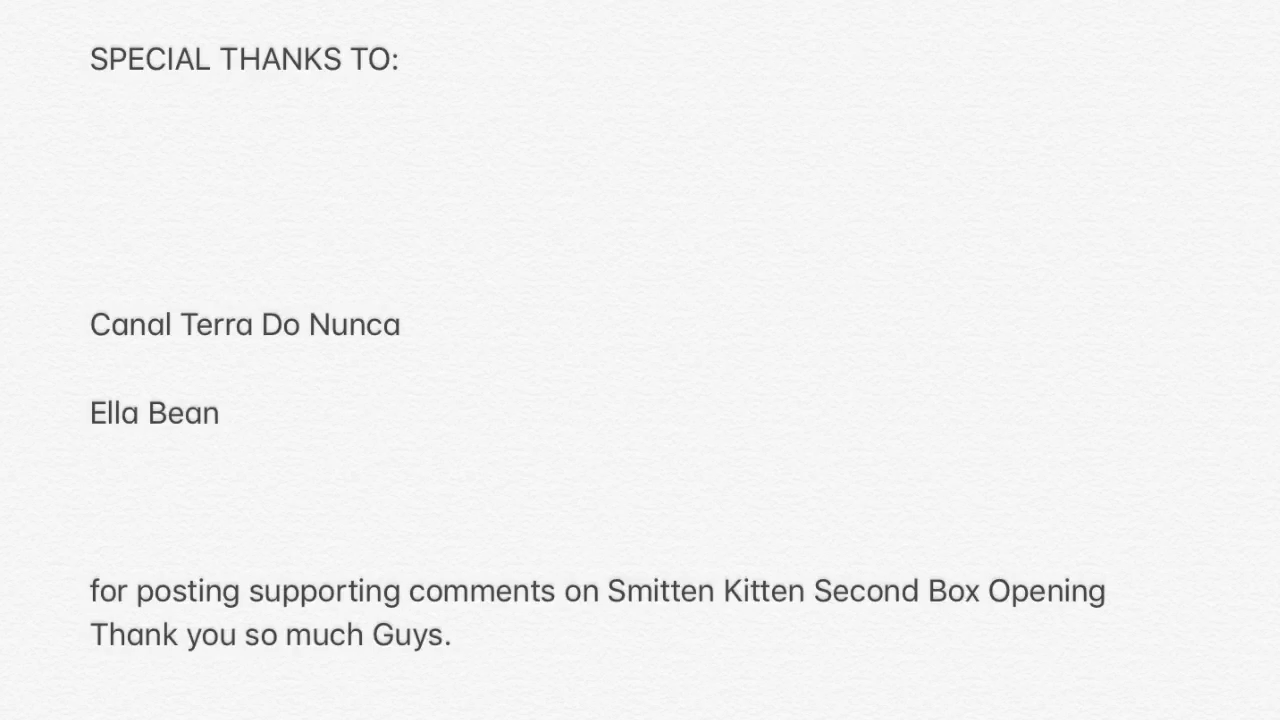 SPECIAL THANKS TO:
Canal Terra Do Nunca
Ella Bean
for posting supporting comments on Smitten Kitten Second Box Opening
Thank you so much Guys.